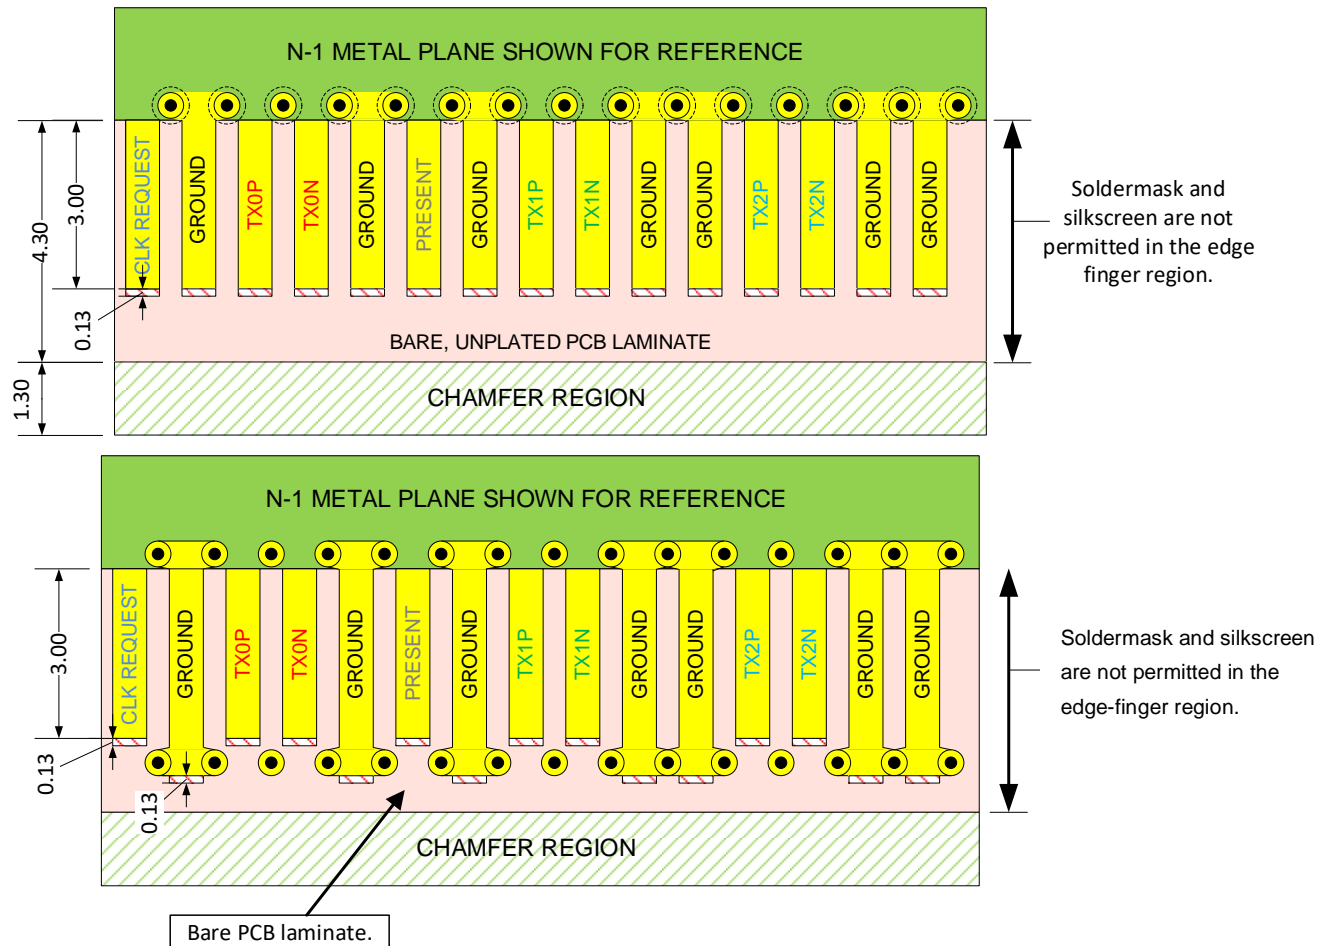 N-1 METAL PLANE SHOWN FOR REFERENCE
CLK REQUEST
GROUND
TX0P
TX0N
GROUND
PRESENT
GROUND
TX1P
TX1N
GROUND
GROUND
TX2P
TX2N
GROUND
GROUND
3.00
4.30
0.13
1.30
Soldermask and
silkscreen are not
permitted in the edge
finger region.
BARE, UNPLATED PCB LAMINATE
CHAMFER REGION
N-1 METAL PLANE SHOWN FOR REFERENCE
CLK REQUEST
GROUND
TX0P
TX0N
GROUND
PRESENT
GROUND
TX1P
TX1N
GROUND
GROUND
TX2P
TX2N
GROUND
GROUND
3.00
0.13
0.13
Soldermask and silkscreen
are not permitted in the
edge-finger region.
CHAMFER REGION
Bare PCB laminate.